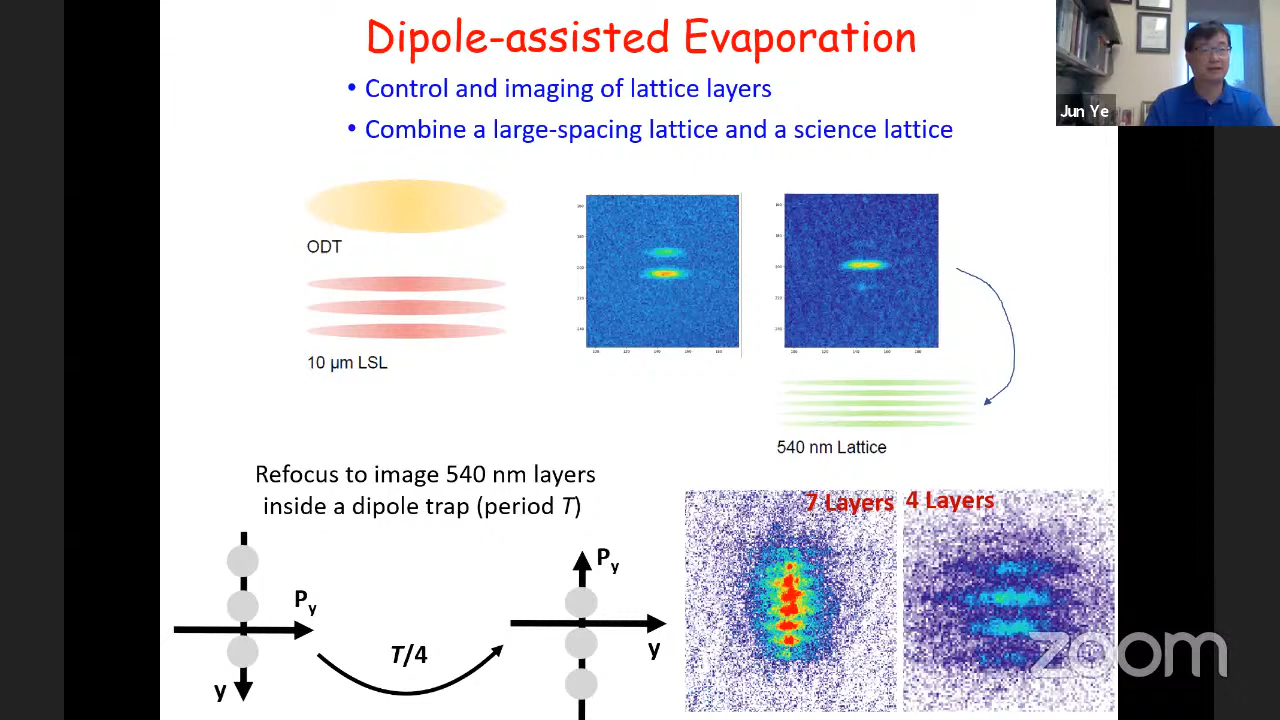 Dipole-assisted Evaporation
• Control and imaging of lattice layers
• Combine a large-spacing lattice and a science lattice
Jun Ye
ODT
10 µm LSL
540 nm Lattice
Refocus to image 540 nm layers
inside a dipole trap (period T)
Py
y
T/4
Py
y
7 Layers
4 Layers
zoom